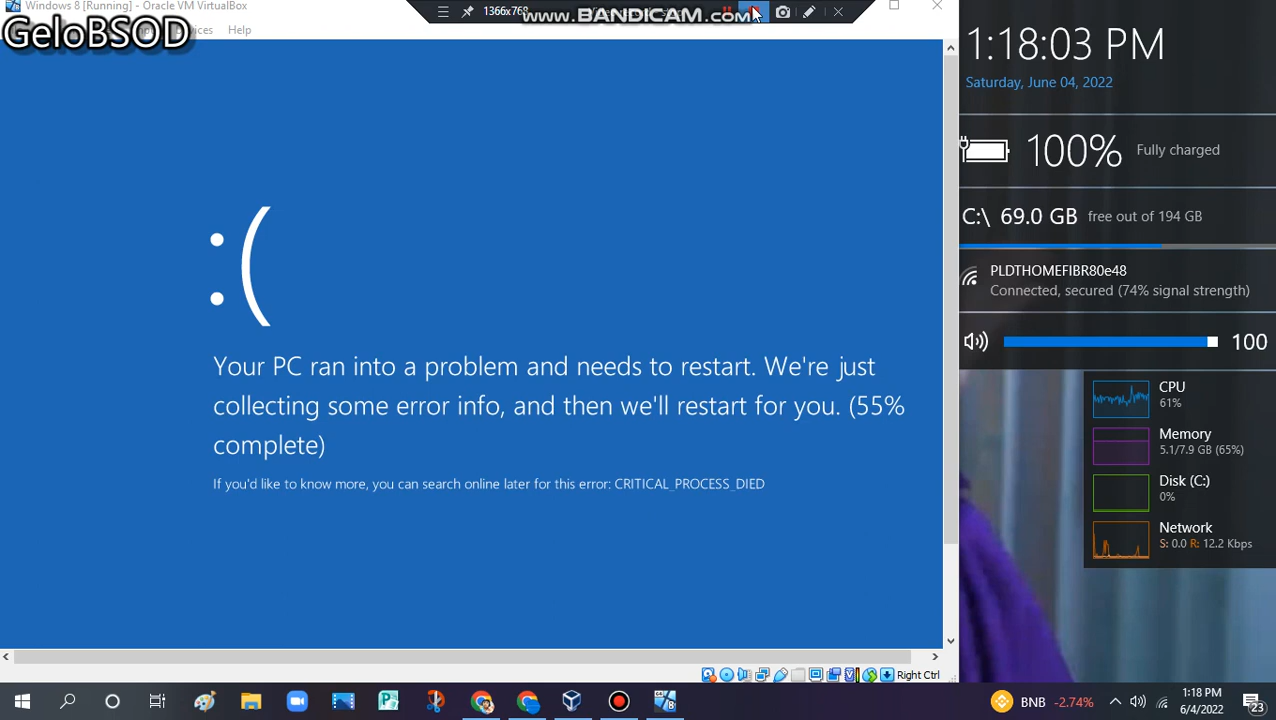 Windows 8 [Running] - Oracle VM VirtualBox
1366x768
www.BANDICAM.com
GeloBSOD
Help
:(
Your PC ran into a problem and needs to restart. We're just
collecting some error info, and then we'll restart for you. (55%
complete)
If you'd like to know more, you can search online later for this error: CRITICAL_PROCESS_DIED
Right Ctrl
1:18:03 PM
Saturday, June 04, 2022
100% Fully charged
C:\ 69.0 GB free out of 194 GB
PLDTHOMEFIBR80e48
Connected, secured (74% signal strength)
100
CPU
61%
Memory
5.1/7.9 GB (65%)
Disk (C:)
0%
Network
S: 0.0 R: 12.2 Kbps
BNB -2.74%
1:18 PM
6/4/2022
23